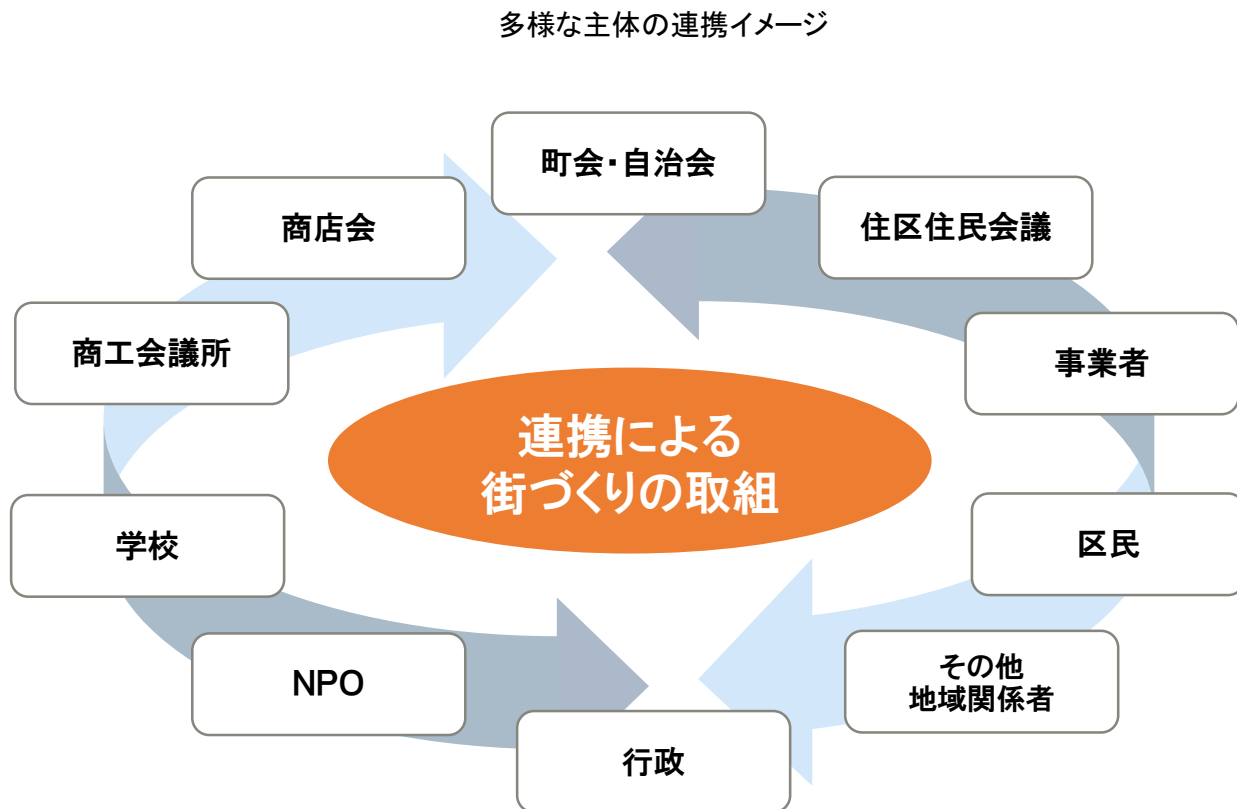 多様な主体の連携イメージ
町会・自治会
商店会
住区住民会議
商工会議所
事業者
連携による
街づくりの取組
学校
区民
NPO
その他
地域関係者
行政